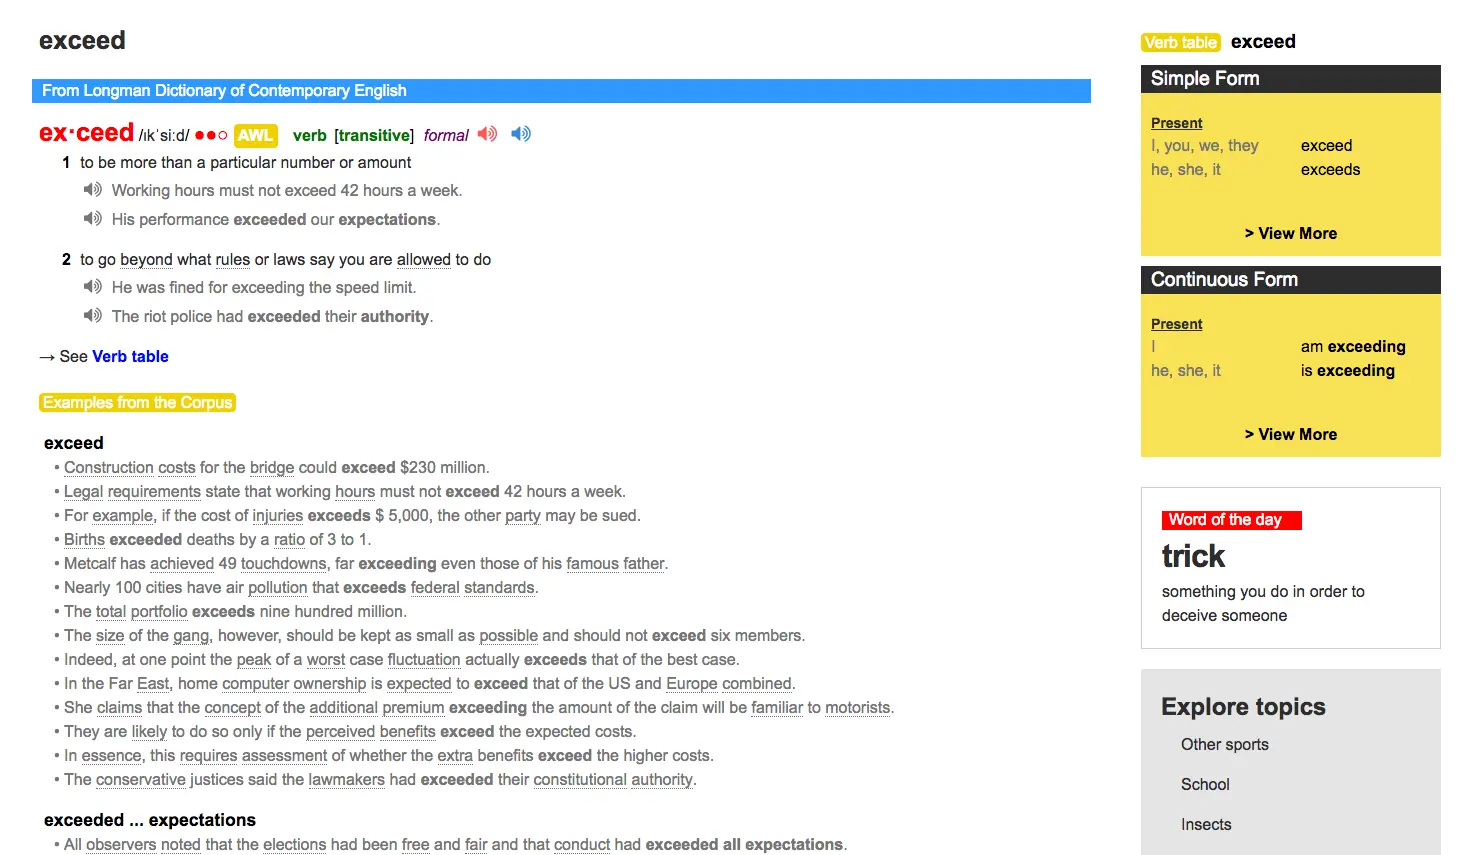 exceed
From Longman Dictionary of Contemporary English
ex·ceed /ɪkˈsiːd/ ●●○ AWL verb [transitive] formal
1 to be more than a particular number or amount
Working hours must not exceed 42 hours a week.
His performance exceeded our expectations.
2 to go beyond what rules or laws say you are allowed to do
He was fined for exceeding the speed limit.
The riot police had exceeded their authority.
→ See Verb table
Examples from the Corpus
exceed
• Construction costs for the bridge could exceed $230 million.
• Legal requirements state that working hours must not exceed 42 hours a week.
• For example, if the cost of injuries exceeds $ 5,000, the other party may be sued.
• Births exceeded deaths by a ratio of 3 to 1.
• Metcalf has achieved 49 touchdowns, far exceeding even those of his famous father.
• Nearly 100 cities have air pollution that exceeds federal standards.
• The total portfolio exceeds nine hundred million.
• The size of the gang, however, should be kept as small as possible and should not exceed six members.
• Indeed, at one point the peak of a worst case fluctuation actually exceeds that of the best case.
• In the Far East, home computer ownership is expected to exceed that of the US and Europe combined.
• She claims that the concept of the additional premium exceeding the amount of the claim will be familiar to motorists.
• They are likely to do so only if the perceived benefits exceed the expected costs.
• In essence, this requires assessment of whether the extra benefits exceed the higher costs.
• The conservative justices said the lawmakers had exceeded their constitutional authority.
exceeded ... expectations
• All observers noted that the elections had been free and fair and that conduct had exceeded all expectations.
Verb table exceed
Simple Form
Present
I, you, we, they exceed
he, she, it exceeds
> View More
Continuous Form
Present
I am exceeding
he, she, it is exceeding
> View More
Word of the day
trick
something you do in order to
deceive someone
Explore topics
Other sports
School
Insects